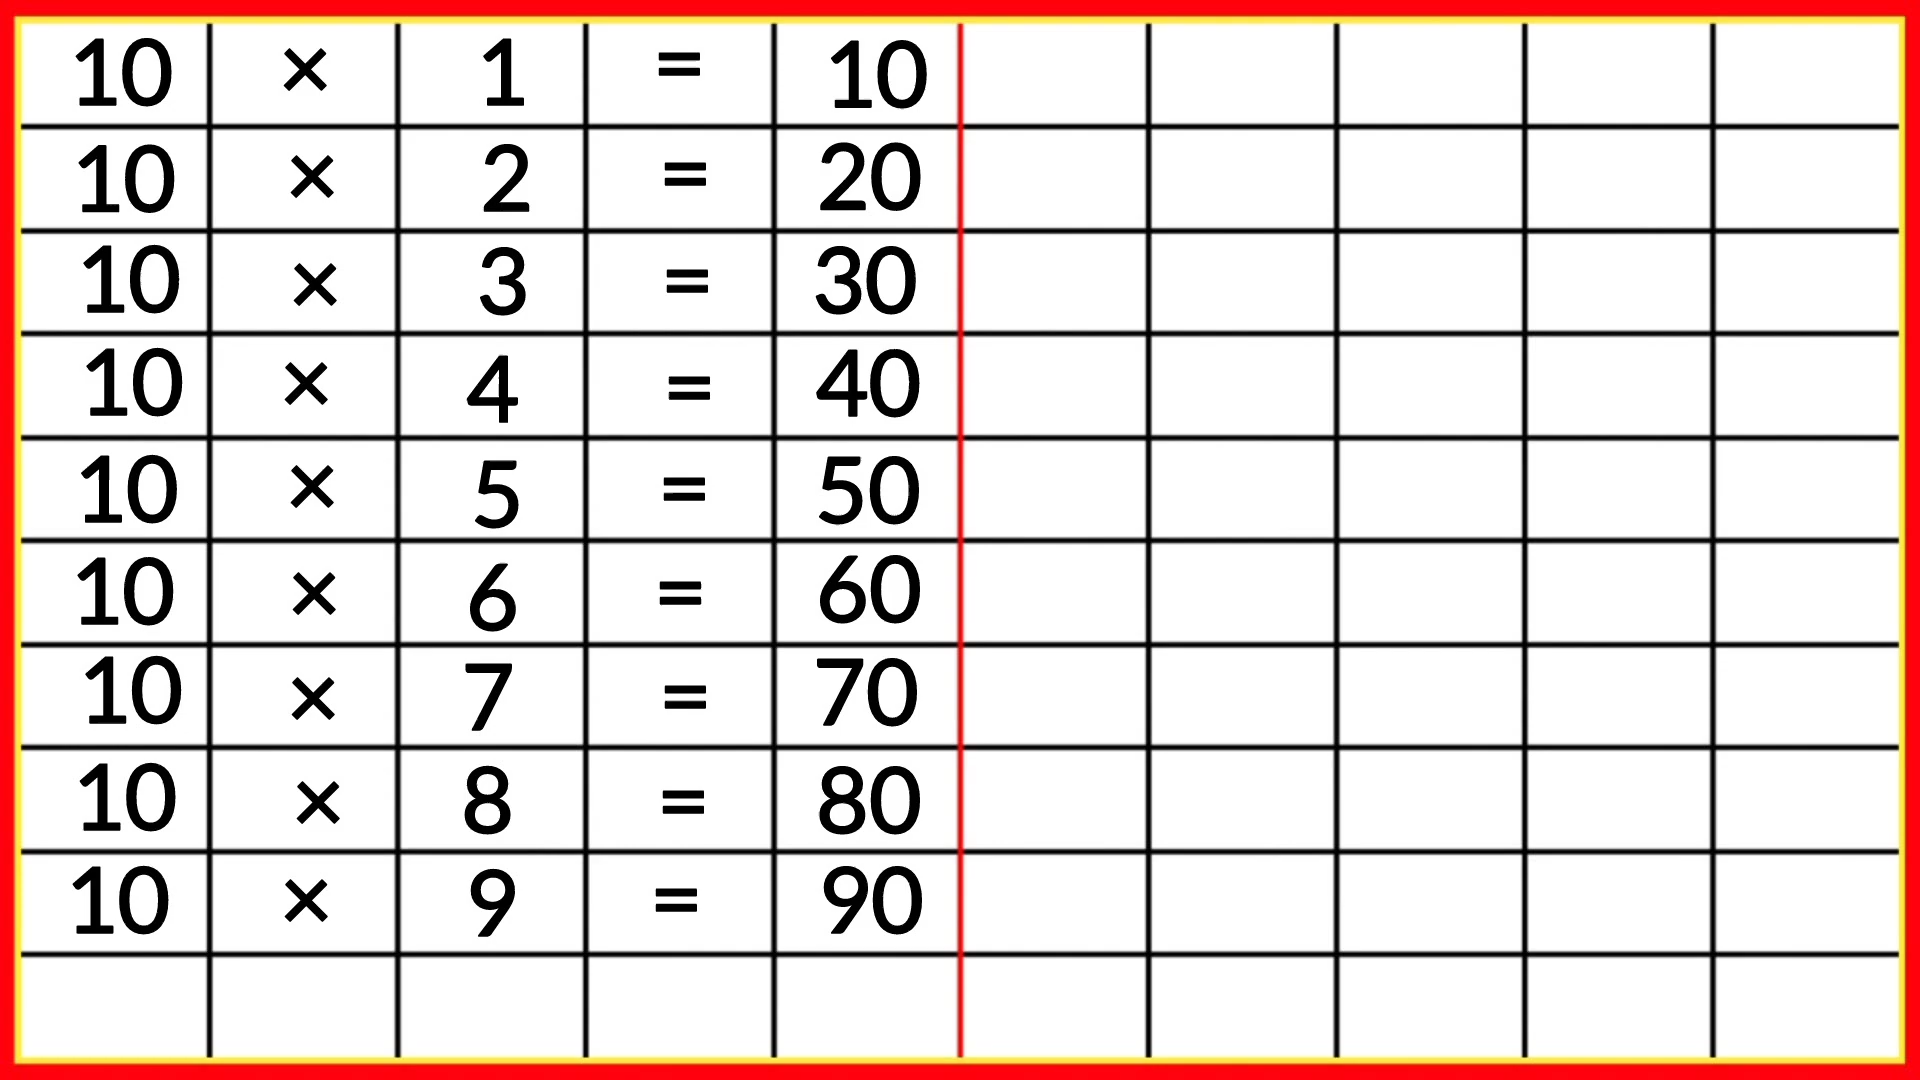 10 × 1 = 10
10 × 2 = 20
10 × 3 = 30
10 × 4 = 40
10 × 5 = 50
10 × 6 = 60
10 × 7 = 70
10 × 8 = 80
10 × 9 = 90